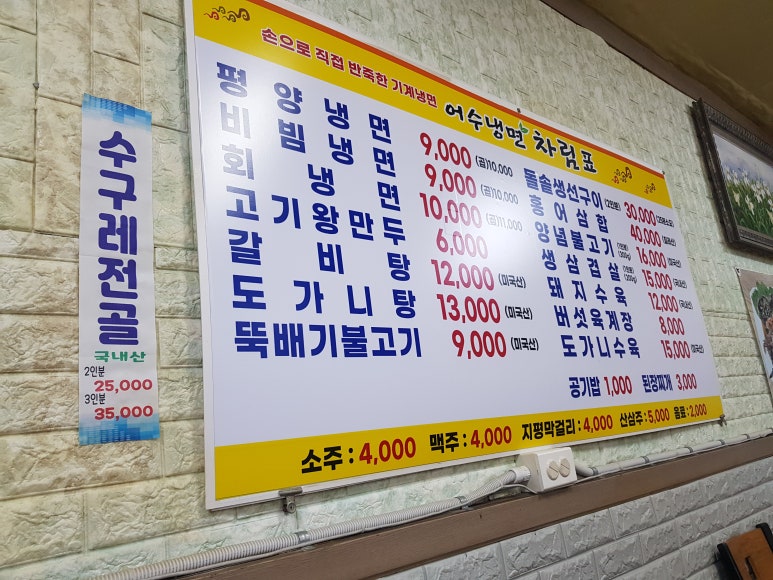 손으로 직접 반죽한 기계냉면 어수냉면 차림표
평양냉면 9,000 (곱)10,000
비빔냉면 9,000 (곱)10,000
회냉면 10,000 (곱)11,000
고기왕만두 6,000
갈비탕 12,000 (미국산)
도가니탕 13,000 (미국산)
뚝배기불고기 9,000 (미국산)
돌솥생선구이 (2인분) 30,000
홍어삼합 40,000
양념불고기 16,000
생삼겹살 15,000
돼지수육 12,000
버섯육계장 8,000
도가니수육 15,000 (미국산)
공기밥 1,000 된장찌개 3,000
소주 : 4,000 맥주 : 4,000 지평막걸리 : 4,000 산삼주 : 5,000 음료 : 2,000
수구레전골
국내산
2인분
25,000
3인분
35,000